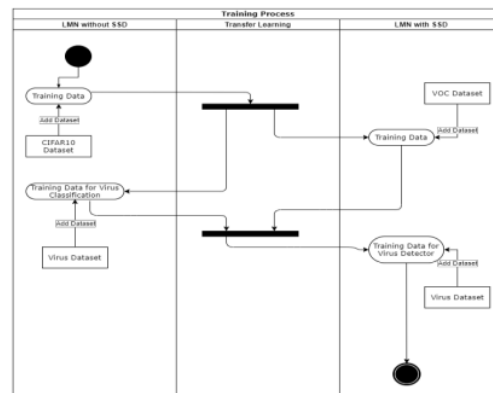 Training Process
LMN without SSD
Transfer Learning
LMN with SSD
Training Data
Add Dataset
CIFAR10
Dataset
VOC Dataset
Add Dataset
Training Data
Training Data for Virus
Classification
Add Dataset
Virus Dataset
Training Data for
Virus Detector
Add Dataset
Virus Dataset